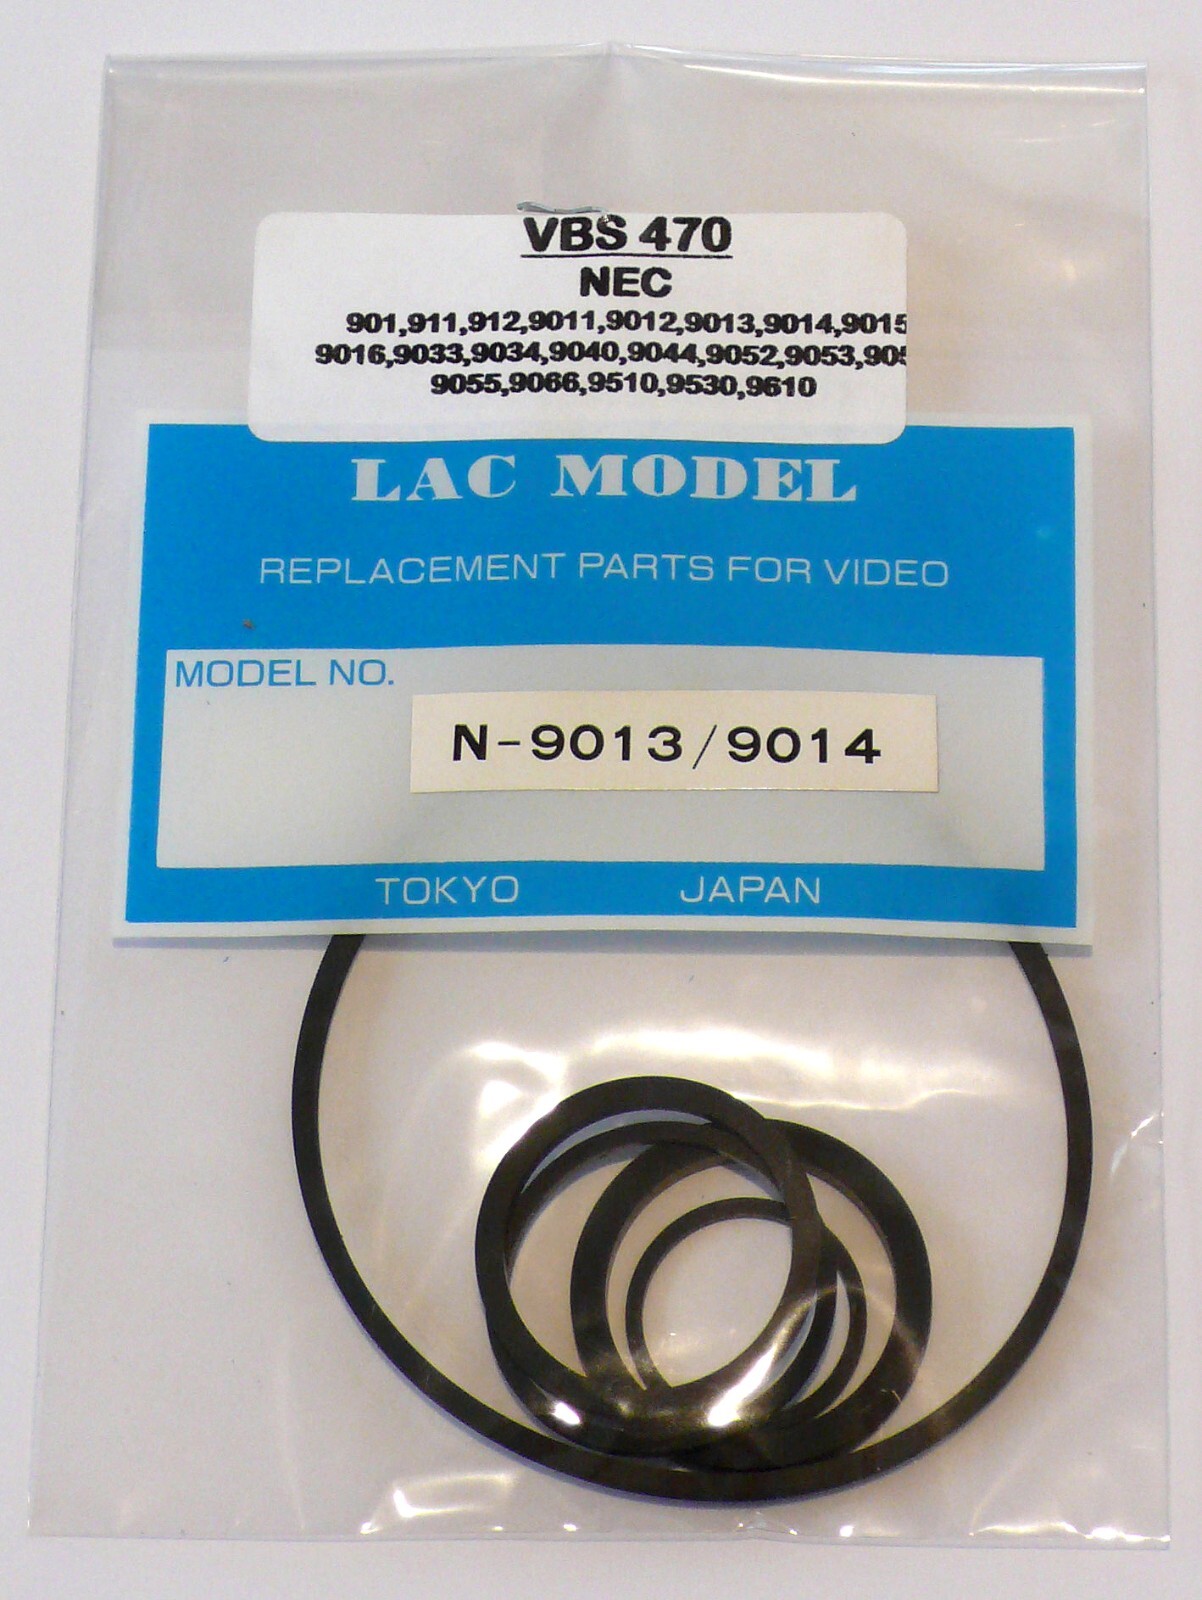 VBS 470
NEC
901,911,912,9011,9012,9013,9014,9015
9016,9033,9034,9040,9044,9052,9053,905
9055,9066,9510,9530,9610
LAC MODEL
REPLACEMENT PARTS FOR VIDEO
MODEL NO.
N-9013/9014
TOKYO JAPAN